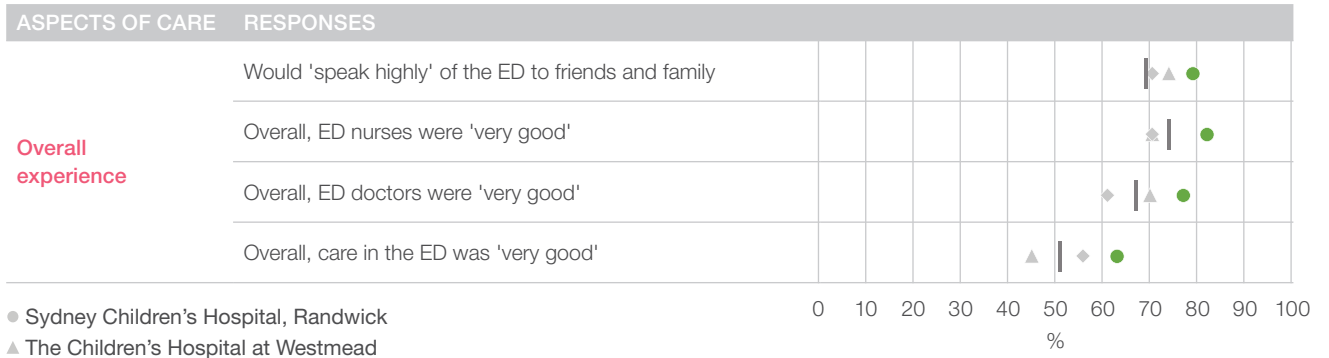 ASPECTS OF CARE RESPONSES
Overall
experience
Would 'speak highly' of the ED to friends and family
Overall, ED nurses were 'very good'
Overall, ED doctors were 'very good'
Overall, care in the ED was 'very good'
0 10 20 30 40 50 60 70 80 90 100
%
Sydney Children's Hospital, Randwick
The Children's Hospital at Westmead